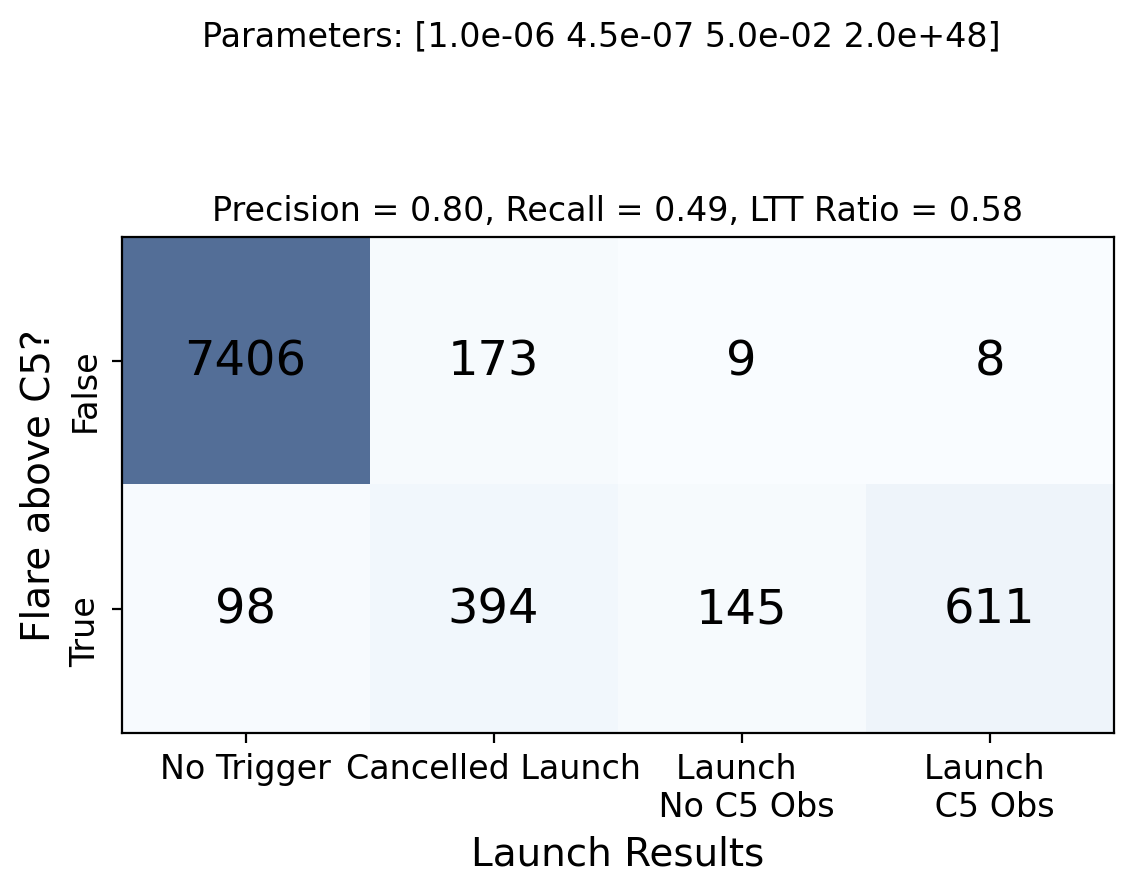 Parameters: [1.0e-06 4.5e-07 5.0e-02 2.0e+48]
Precision = 0.80, Recall = 0.49, LTT Ratio = 0.58
Flare above C5?
False
7406 173 9 8
True
98 394 145 611
No Trigger Cancelled Launch Launch Launch
No C5 Obs C5 Obs
Launch Results